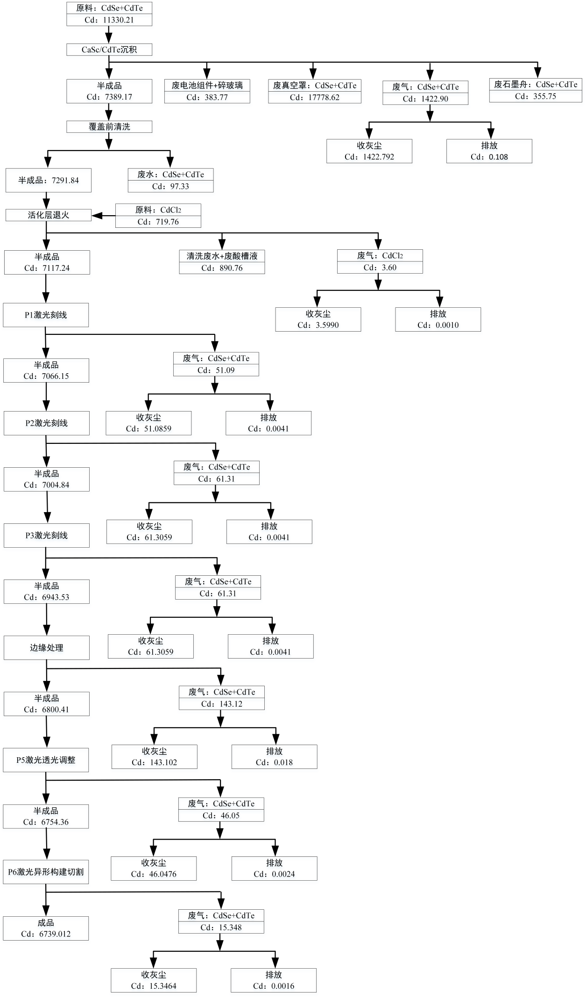 原料：CdSe+CdTe
Cd：11330.21
CaSc/CdTe沉积
半成品
Cd：7389.17
废电池组件+碎玻璃
Cd：383.77
废真空罩：CdSe+CdTe
Cd：17778.62
废气：CdSe+CdTe
Cd：1422.90
废石墨舟：CdSe+CdTe
Cd：355.75
覆盖前清洗
收灰尘
Cd：1422.792
排放
Cd：0.108
半成品：7291.84
废水：CdSe+CdTe
Cd：97.33
活化层退火
原料：CdCl2
Cd：719.76
半成品
Cd：7117.24
清洗废水+废酸槽液
Cd：890.76
废气：CdCl2
Cd：3.60
收灰尘
Cd：3.5990
排放
Cd：0.0010
P1激光刻线
半成品
Cd：7066.15
废气：CdSe+CdTe
Cd：51.09
收灰尘
Cd：51.0859
排放
Cd：0.0041
P2激光刻线
半成品
Cd：7004.84
废气：CdSe+CdTe
Cd：61.31
收灰尘
Cd：61.3059
排放
Cd：0.0041
P3激光刻线
半成品
Cd：6943.53
废气：CdSe+CdTe
Cd：61.31
收灰尘
Cd：61.3059
排放
Cd：0.0041
边缘处理
半成品
Cd：6800.41
废气：CdSe+CdTe
Cd：143.12
收灰尘
Cd：143.102
排放
Cd：0.018
P5激光透光调整
半成品
Cd：6754.36
废气：CdSe+CdTe
Cd：46.05
收灰尘
Cd：46.0476
排放
Cd：0.0024
P6激光异形构建切割
成品
Cd：6739.012
废气：CdSe+CdTe
Cd：15.348
收灰尘
Cd：15.3464
排放
Cd：0.0016